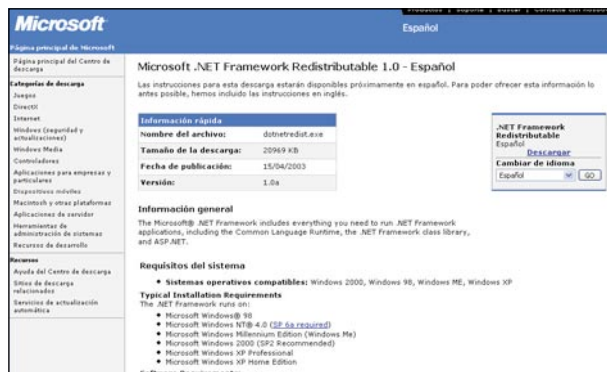 Productos | Soporte | Buscar |
Microsoft
Español
Página principal de Microsoft
Página principal del Centro de
descarga
Categorías de descarga
Juegos
DirectX
Internet
Windows (seguridad y
actualizaciones)
Windows Media
Controladores
Aplicaciones para empresas y
particulares
Dispositivos móviles
Macintosh y otras plataformas
Aplicaciones de servidor
Herramientas de
administración de sistemas
Recursos de desarrollo
Recursos
Ayuda del Centro de descarga
Sitios de descarga
relacionados
Servicios de actualización
automática
Microsoft .NET Framework Redistributable 1.0 - Español
Las instrucciones para esta descarga estarán disponibles próximamente en español. Para poder ofrecer esta información lo
antes posible, hemos incluido las instrucciones en inglés.
Información rápida
Nombre del archivo: dotnetredist.exe
Tamaño de la descarga: 20969 KB
Fecha de publicación: 15/04/2003
Versión: 1.0a
.NET Framework
Redistributable
Español
Descargar
Cambiar de idioma
Español GO
Información general
The Microsoft® .NET Framework includes everything you need to run .NET Framework
applications, including the Common Language Runtime, the .NET Framework class library,
and ASP.NET.
Requisitos del sistema
Sistemas operativos compatibles: Windows 2000, Windows 98, Windows ME, Windows XP
Typical Installation Requirements
The .NET Framework runs on:
Microsoft Windows® 98
Microsoft Windows NT® 4.0 (SP 6a required)
Microsoft Windows Millennium Edition (Windows Me)
Microsoft Windows 2000 (SP2 Recommended)
Microsoft Windows XP Professional
Microsoft Windows XP Home Edition